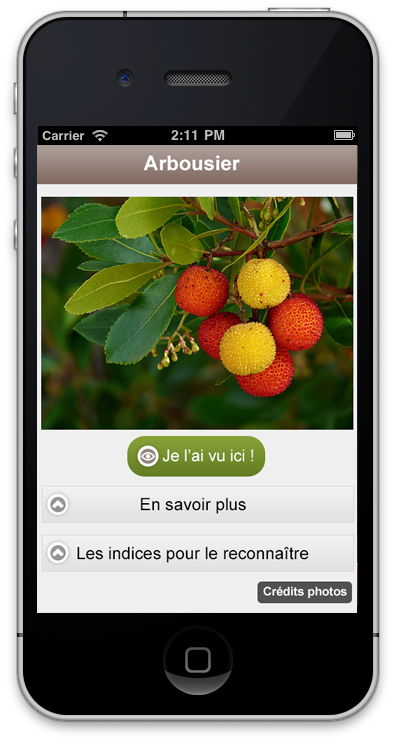 Carrier 2:11 PM
Arbousier
Je l'ai vu ici !
En savoir plus
Les indices pour le reconnaître
Crédits photos